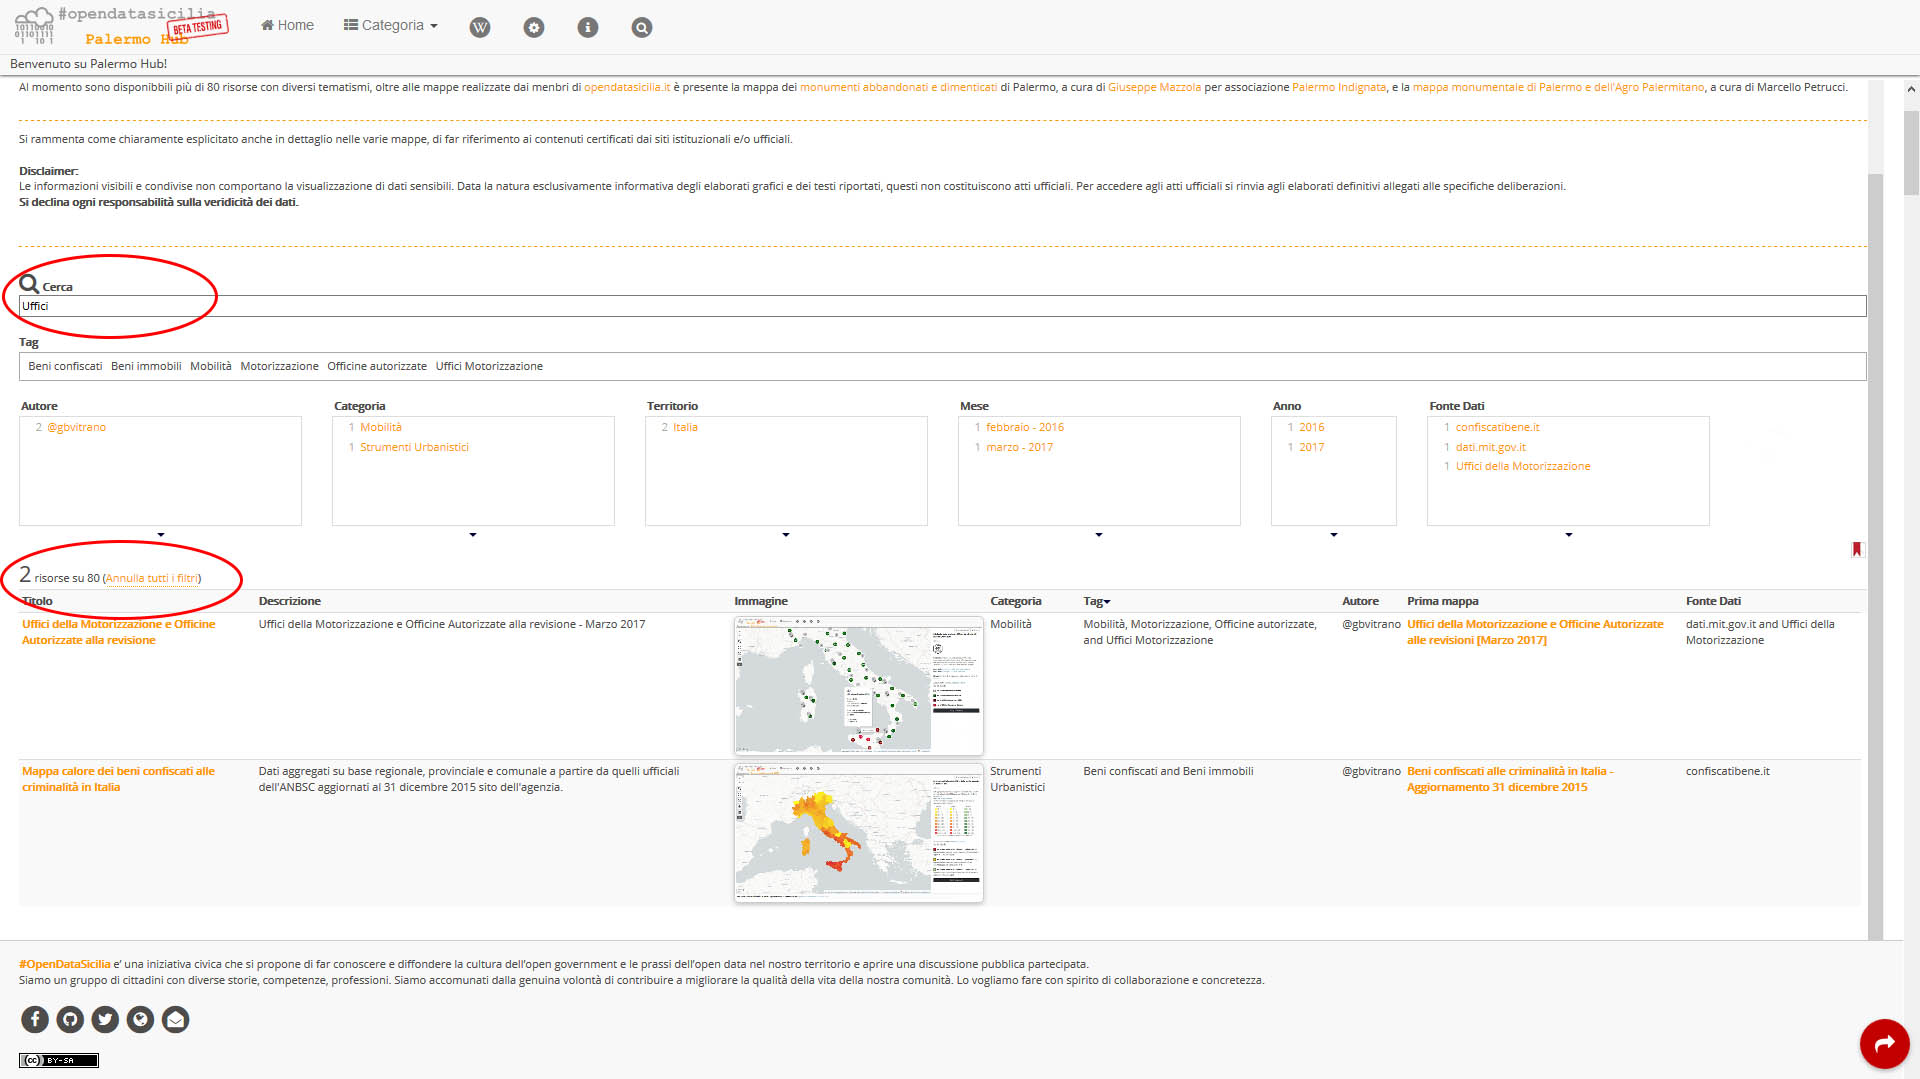 #opendatasicilia
Palermo Hub
BETA TESTING
Home
Categoria
W
Benvenuto su Palermo Hub!
Al momento sono disponibbili più di 80 risorse con diversi tematismi, oltre alle mappe realizzate dai menbri di opendatasicilia.it è presente la mappa dei monumenti abbandonati e dimenticati di Palermo, a cura di Giuseppe Mazzola per associazione Palermo Indignata, e la mappa monumentale di Palermo e dell'Agro Palermitano, a cura di Marcello Petrucci.
Si rammenta come chiaramente esplicitato anche in dettaglio nelle varie mappe, di far riferimento ai contenuti certificati dai siti istituzionali e/o ufficiali.
Disclaimer:
Le informazioni visibili e condivise non comportano la visualizzazione di dati sensibili. Data la natura esclusivamente informativa degli elaborati grafici e dei testi riportati, questi non costituiscono atti ufficiali. Per accedere agli atti ufficiali si rinvia agli elaborati definitivi allegati alle specifiche deliberazioni.
Si declina ogni responsabilità sulla veridicità dei dati.
Cerca
Uffici
Tag
Beni confiscati Beni immobili Mobilità Motorizzazione Officine autorizzate Uffici Motorizzazione
Autore Categoria Territorio Mese Anno Fonte Dati
2 @gbvitrano 1 Mobilità 2 Italia 1 febbraio - 2016 1 2016 1 confiscatibene.it
1 Strumenti Urbanistici 1 marzo - 2017 1 2017 1 dati.mit.gov.it
1 Uffici della Motorizzazione
2 risorse su 80 (Annulla tutti i filtri)
Titolo Descrizione Immagine Categoria Tag Autore Prima mappa Fonte Dati
Uffici della Motorizzazione e Officine Uffici della Motorizzazione e Officine Autorizzate alla revisione - Marzo 2017 Mobilità Mobilità, Motorizzazione, Officine autorizzate, @gbvitrano Uffici della Motorizzazione e Officine Autorizzate dati.mit.gov.it and Uffici della
Autorizzate alla revisione and Uffici Motorizzazione alle revisioni [Marzo 2017] Motorizzazione
Mappa calore dei beni confiscati alle Dati aggregati su base regionale, provinciale e comunale a partire da quelli ufficiali Strumenti Beni confiscati and Beni immobili @gbvitrano Beni confiscati alle criminalità in Italia - confiscatibene.it
criminalità in Italia dell'ANBSC aggiornati al 31 dicembre 2015 sito dell'agenzia. Urbanistici Aggiornamento 31 dicembre 2015
#OpenDataSicilia e' una iniziativa civica che si propone di far conoscere e diffondere la cultura dell'open government e le prassi dell'open data nel nostro territorio e aprire una discussione pubblica partecipata.
Siamo un gruppo di cittadini con diverse storie, competenze, professioni. Siamo accomunati dalla genuina volontà di contribuire a migliorare la qualità della vita della nostra comunità. Lo vogliamo fare con spirito di collaborazione e concretezza.
cc BY-SA